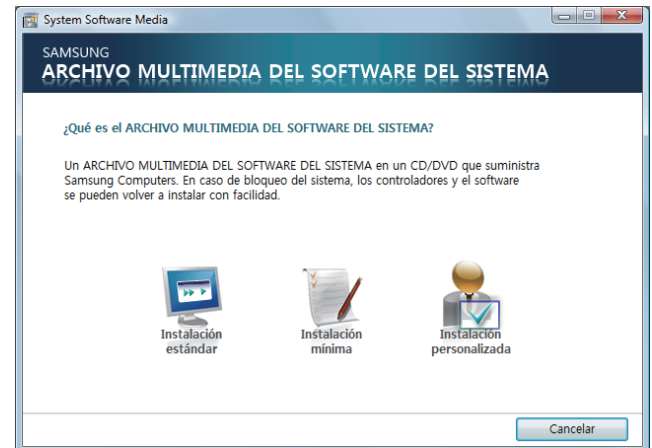 System Software Media
SAMSUNG
ARCHIVO MULTIMEDIA DEL SOFTWARE DEL SISTEMA
¿Qué es el ARCHIVO MULTIMEDIA DEL SOFTWARE DEL SISTEMA?
Un ARCHIVO MULTIMEDIA DEL SOFTWARE DEL SISTEMA en un CD/DVD que suministra
Samsung Computers. En caso de bloqueo del sistema, los controladores y el software
se pueden volver a instalar con facilidad.
Instalación
estándar
Instalación
mínima
Instalación
personalizada
Cancelar